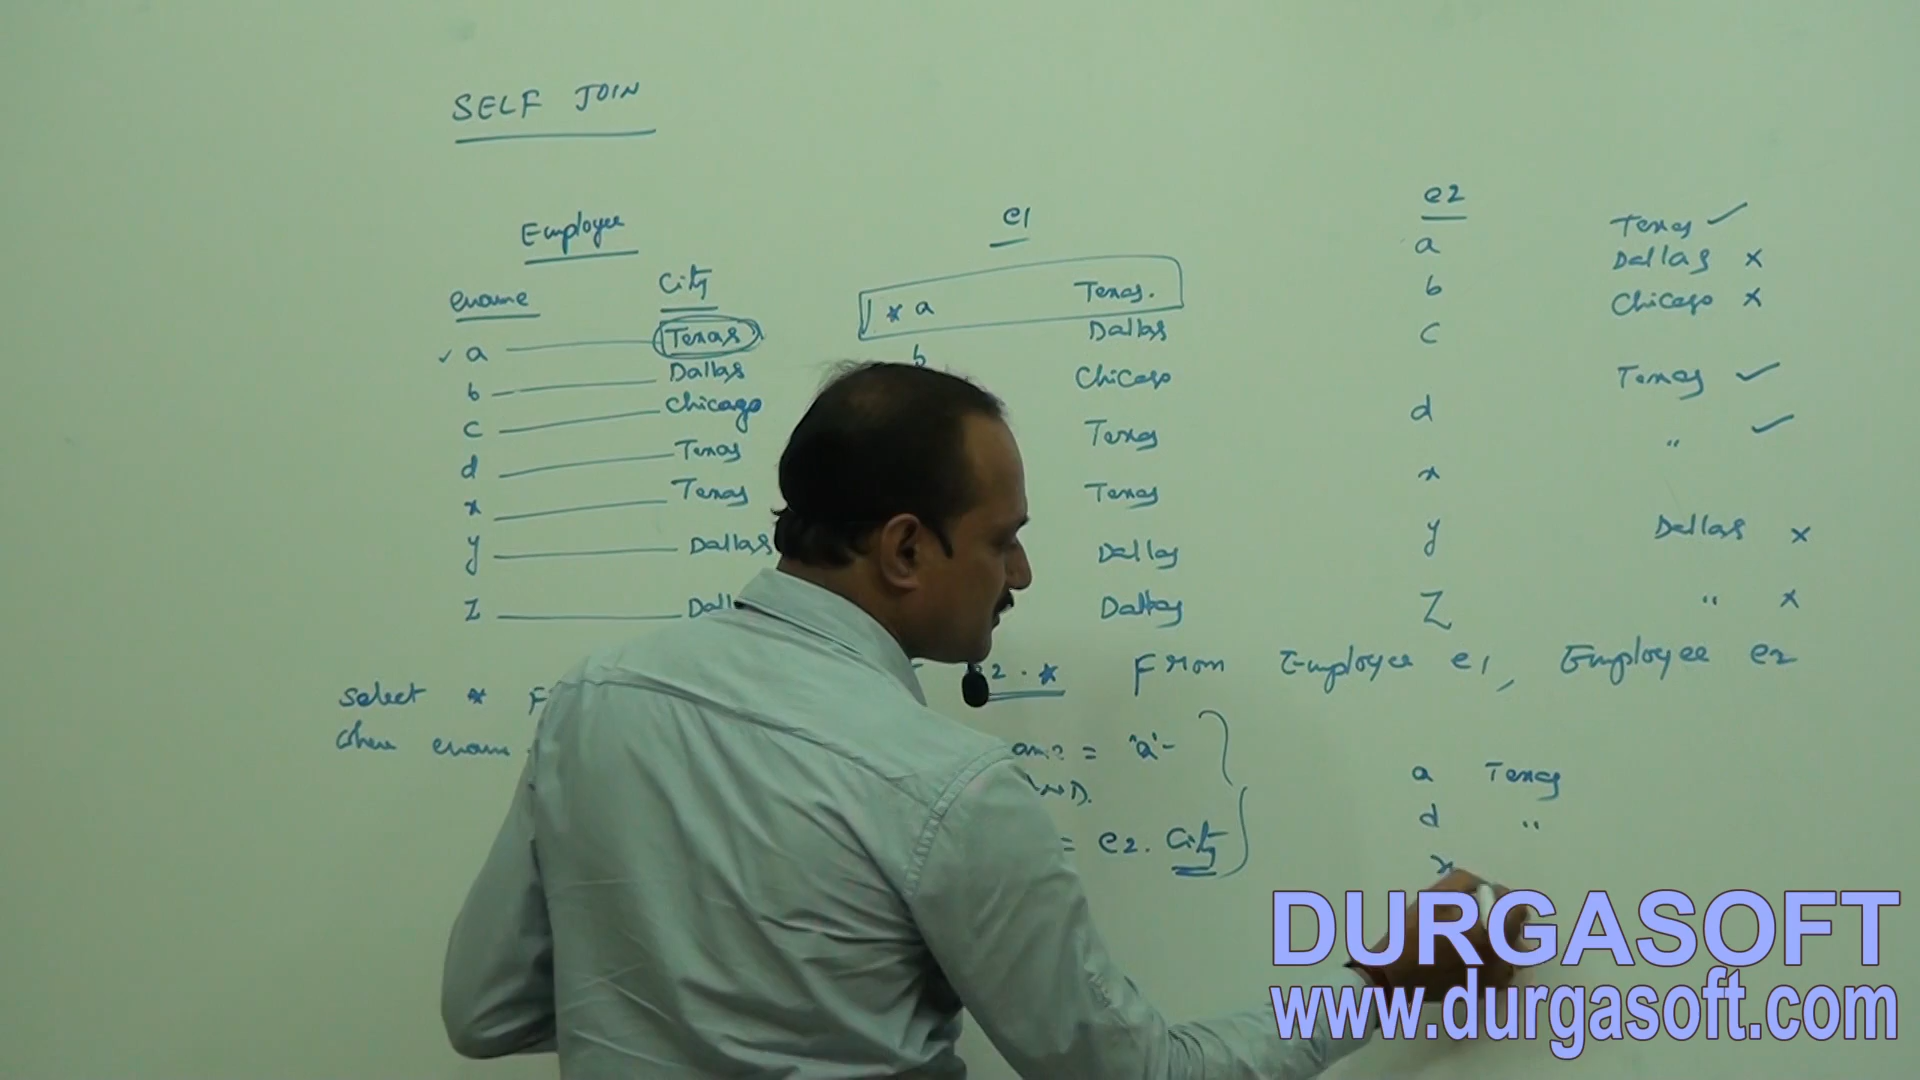 SELF JOIN
Employee
ename City
a Texas
b Dallas
c Chicago
d Texas
x Texas
y Dallas
z Dall
e1
* a Texas.
b Dallas
Chicago
Texas
Texas
Dallas
Dallas
e2
a Texas
b Dallas x
c Chicago x
d Texas
x "
y Dallas x
z " x
Select * F
where ename
e2.* From Employee e1, Employee e2
= 'a'
AND.
= e2.City
a Texas
d "
x
DURGASOFT
www.durgasoft.com